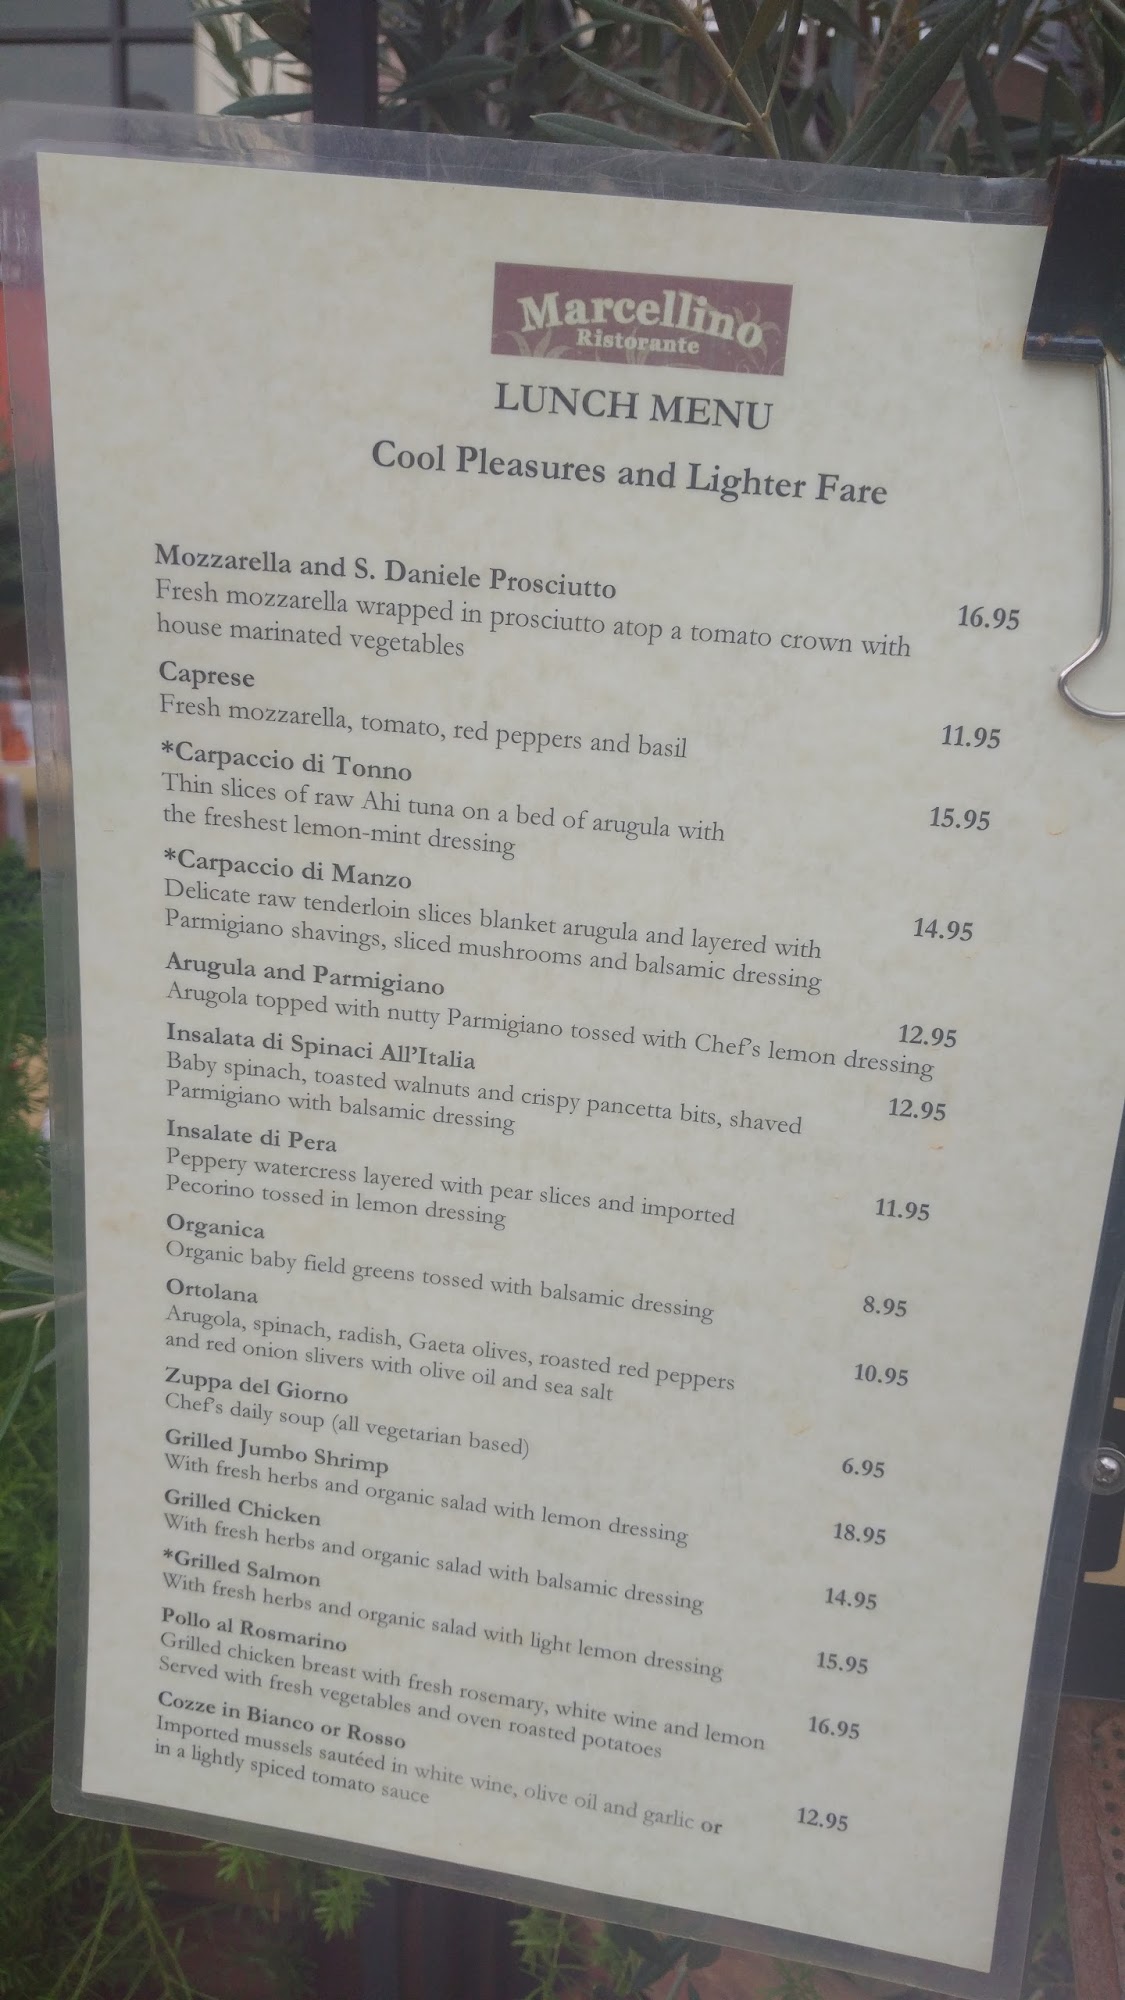 Marcellino
Ristorante
LUNCH MENU
Cool Pleasures and Lighter Fare
Mozzarella and S. Daniele Prosciutto
Fresh mozzarella wrapped in prosciutto atop a tomato crown with 16.95
house marinated vegetables
Caprese
Fresh mozzarella, tomato, red peppers and basil 11.95
*Carpaccio di Tonno
Thin slices of raw Ahi tuna on a bed of arugula with 15.95
the freshest lemon-mint dressing
*Carpaccio di Manzo
Delicate raw tenderloin slices blanket arugula and layered with 14.95
Parmigiano shavings, sliced mushrooms and balsamic dressing
Arugula and Parmigiano 12.95
Arugola topped with nutty Parmigiano tossed with Chef's lemon dressing
Insalata di Spinaci All'Italia
Baby spinach, toasted walnuts and crispy pancetta bits, shaved 12.95
Parmigiano with balsamic dressing
Insalate di Pera
Peppery watercress layered with pear slices and imported 11.95
Pecorino tossed in lemon dressing
Organica
Organic baby field greens tossed with balsamic dressing 8.95
Ortolana
Arugola, spinach, radish, Gaeta olives, roasted red peppers 10.95
and red onion slivers with olive oil and sea salt
Zuppa del Giorno
Chef's daily soup (all vegetarian based) 6.95
Grilled Jumbo Shrimp
With fresh herbs and organic salad with lemon dressing 18.95
Grilled Chicken
With fresh herbs and organic salad with balsamic dressing 14.95
*Grilled Salmon
With fresh herbs and organic salad with light lemon dressing 15.95
Pollo al Rosmarino
Grilled chicken breast with fresh rosemary, white wine and lemon 16.95
Served with fresh vegetables and oven roasted potatoes
Cozze in Bianco or Rosso
Imported mussels sautéed in white wine, olive oil and garlic or 12.95
in a lightly spiced tomato sauce